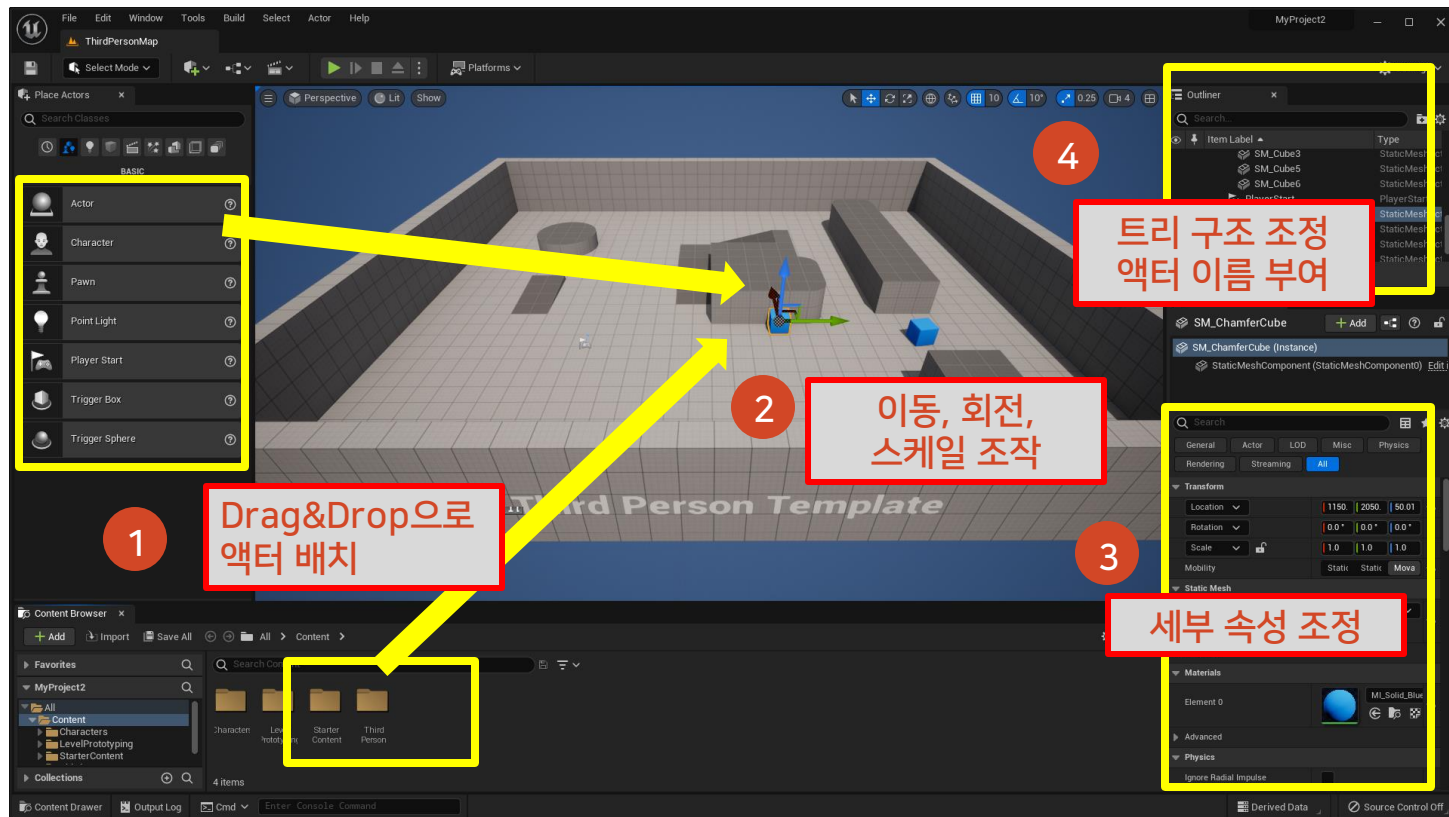 File Edit Window Tools Build Select Actor Help
MyProject2
ThirdPersonMap
Select Mode
Platforms
Place Actors
Search Classes
BASIC
Actor
Character
Pawn
Point Light
Player Start
Trigger Box
Trigger Sphere
Perspective Lit Show
10 10° 0.25 4
Third Person Template
Outliner
Search...
Item Label Type
SM_Cube3
SM_Cube5
SM_Cube6
4
트리 구조 조정
액터 이름 부여
SM_ChamferCube + Add
SM_ChamferCube (Instance)
StaticMeshComponent (StaticMeshComponent0) Edit i
2
이동, 회전,
스케일 조작
1
Drag&Drop으로
액터 배치
3
세부 속성 조정
Search
General Actor LOD Misc Physics
Rendering Streaming All
Transform
Location 1150. 2050. 50.01
Rotation 0.0° 0.0° 0.0°
Scale 1.0 1.0 1.0
Mobility Static Static Mova
Static Mesh
Materials
Element 0 MI_Solid_Blue
Advanced
Physics
Ignore Radial Impulse
Content Browser
+ Add Import Save All All > Content >
Favorites
MyProject2
All
Content
Characters
LevelPrototyping
StarterContent
Collections
Starter
Content
Third
Person
4 items
Content Drawer Output Log Cmd Enter Console Command
Derived Data Source Control Off